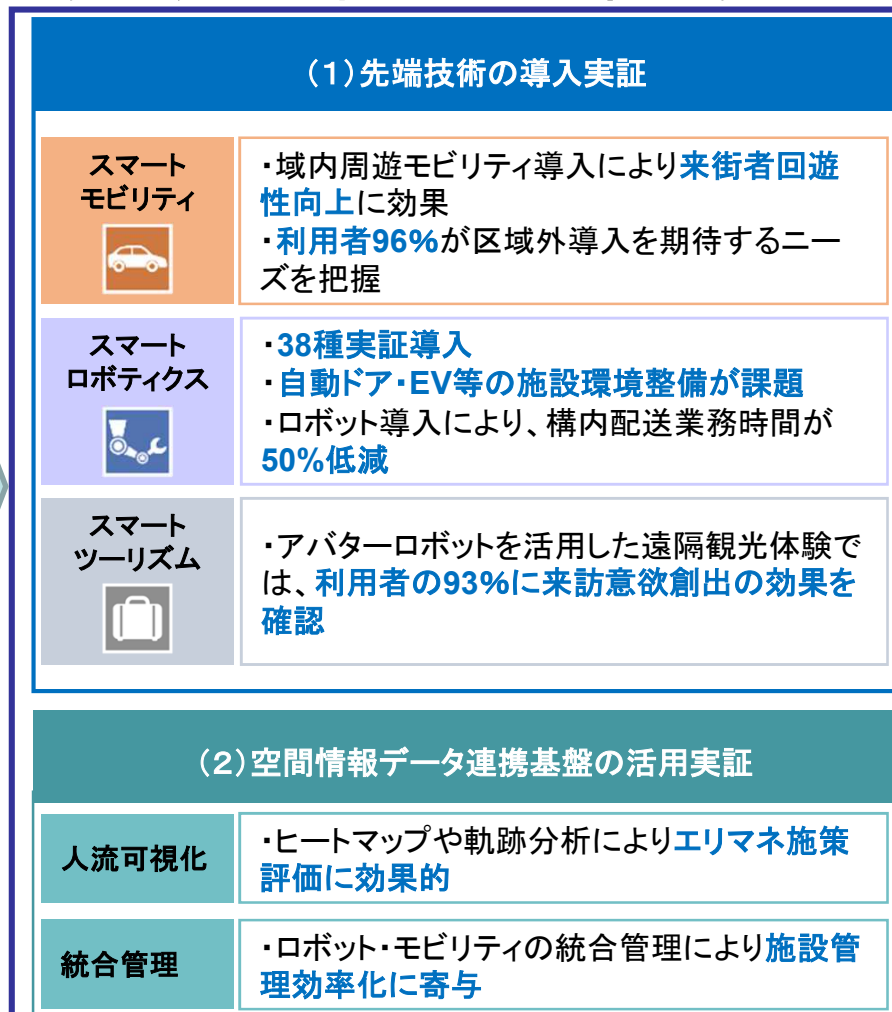 （1）先端技術の導入実証
スマート
モビリティ
・域内周遊モビリティ導入により来街者回遊
性向上に効果
・利用者96%が区域外導入を期待するニー
ズを把握
スマート
ロボティクス
・38種実証導入
・自動ドア・EV等の施設環境整備が課題
・ロボット導入により、構内配送業務時間が
50%低減
スマート
ツーリズム
・アバターロボットを活用した遠隔観光体験で
は、利用者の93%に来訪意欲創出の効果を
確認
（2）空間情報データ連携基盤の活用実証
人流可視化
・ヒートマップや軌跡分析によりエリマネ施策
評価に効果的
統合管理
・ロボット・モビリティの統合管理により施設管
理効率化に寄与